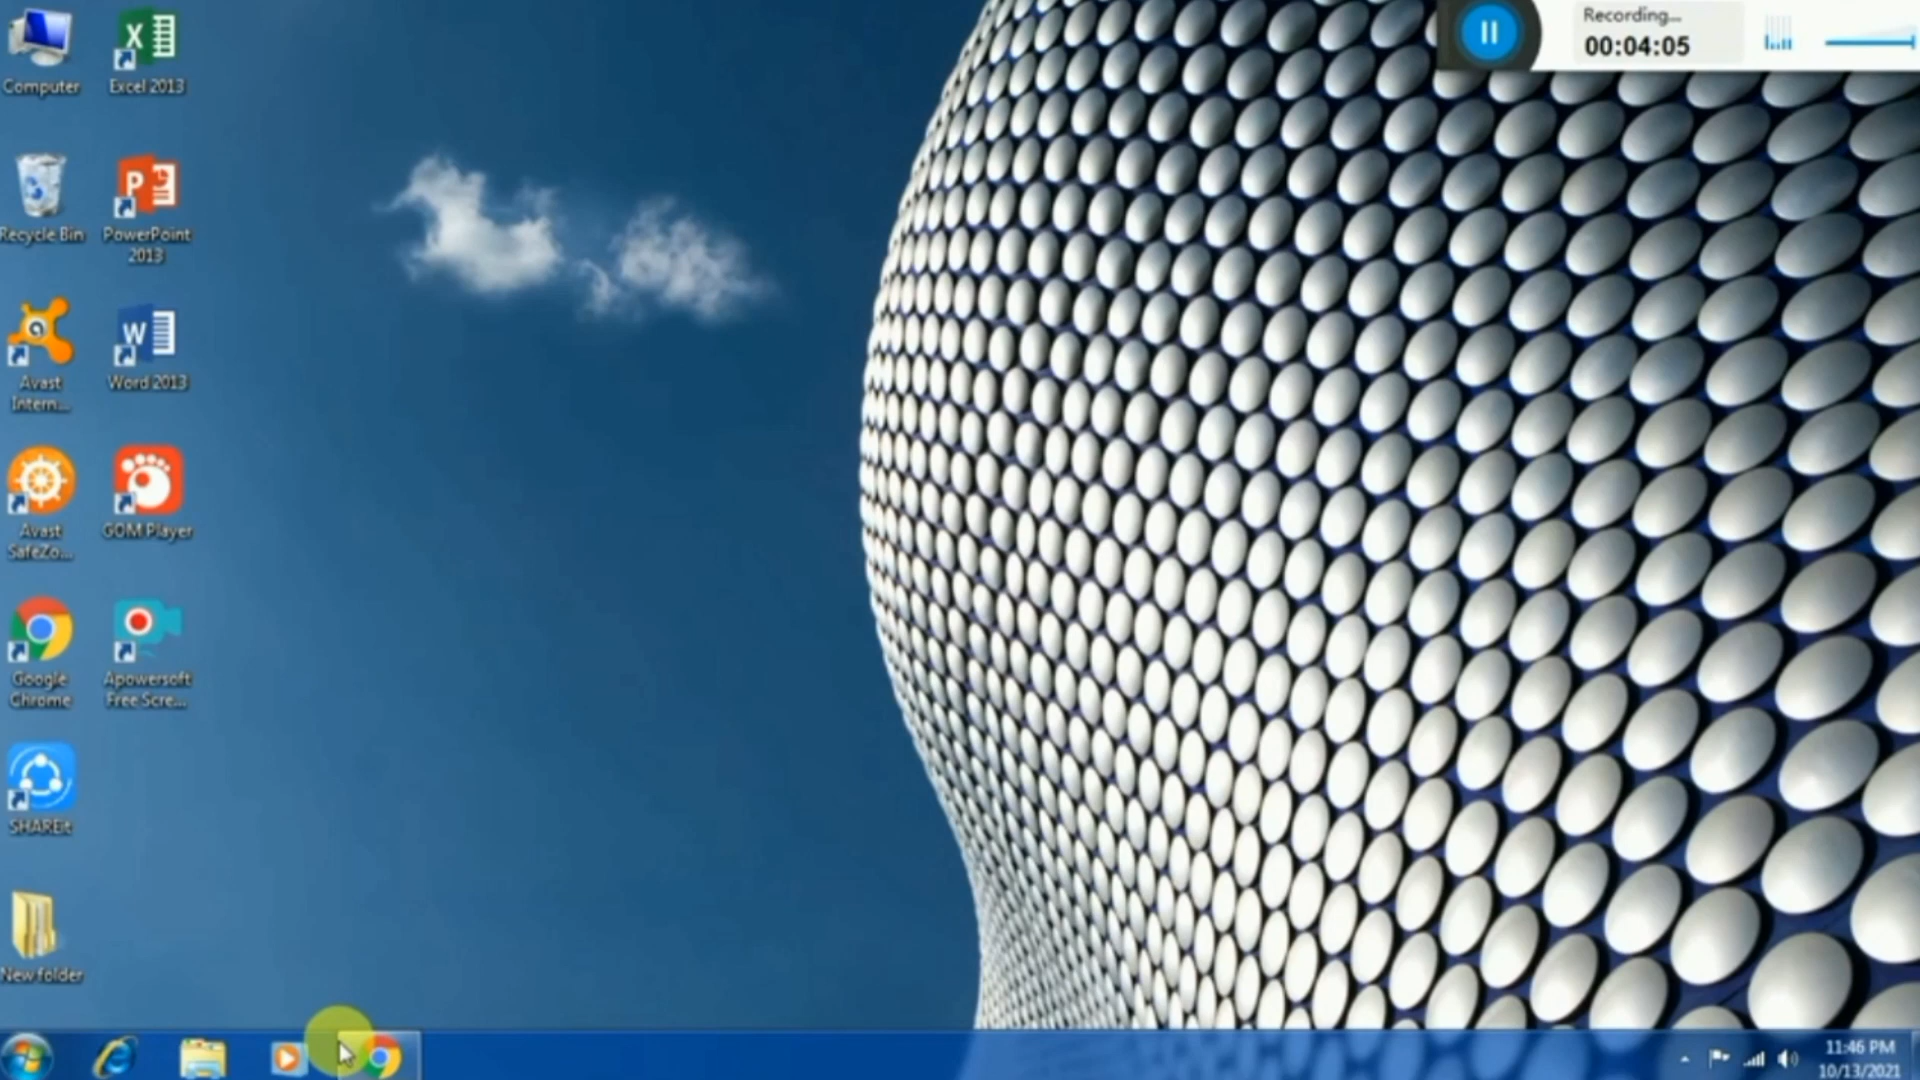 Recording...
00:04:05
Computer
Excel 2013
Recycle Bin
PowerPoint
2013
Avast
Intern...
Word 2013
Avast
SafeZo...
GOM Player
Google
Chrome
Apowersoft
Free Scre...
SHAREit
New folder
11:46 PM
10/13/2021